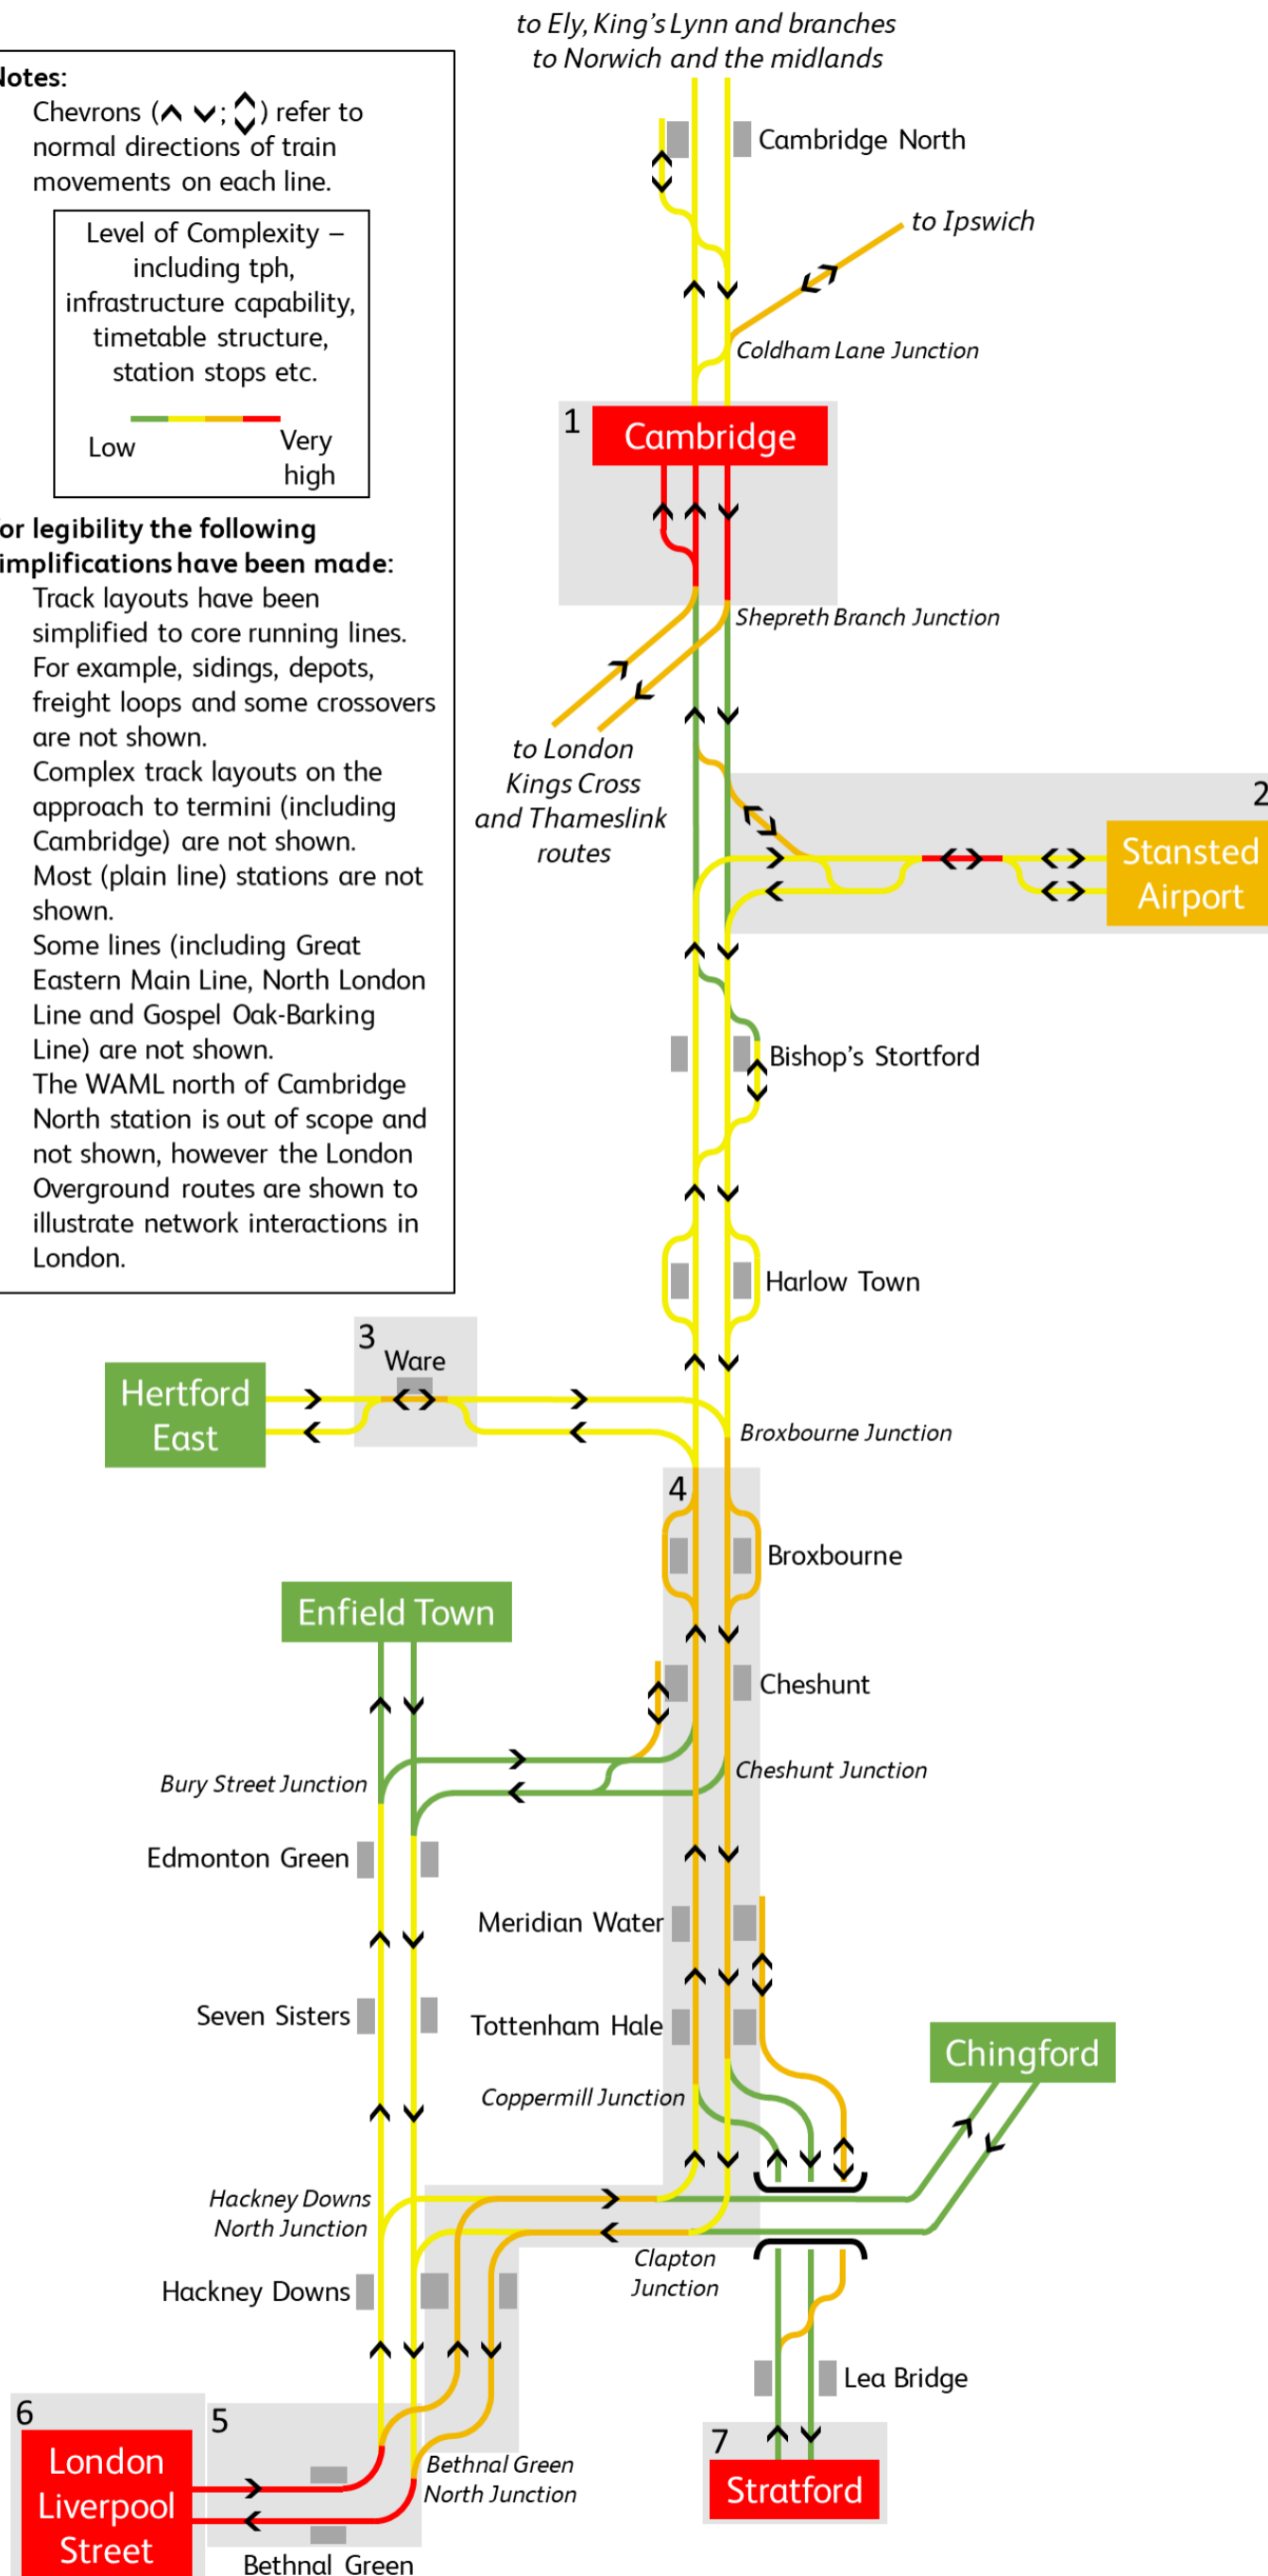 to Ely, King's Lynn and branches
to Norwich and the midlands
Notes:
Chevrons (^ ⌄; ) refer to
normal directions of train
movements on each line.
Level of Complexity –
including tph,
infrastructure capability,
timetable structure,
station stops etc.
Low
Very
high
legibility the following
simplifications have been made:
Track layouts have been
simplified to core running lines.
For example, sidings, depots,
freight loops and some crossovers
are not shown.
Complex track layouts on the
approach to termini (including
Cambridge) are not shown.
Most (plain line) stations are not
shown.
Some lines (including Great
Eastern Main Line, North London
Line and Gospel Oak-Barking
Line) are not shown.
The WAML north of Cambridge
North station is out of scope and
not shown, however the London
Overground routes are shown to
illustrate network interactions in
London.
Cambridge North
to Ipswich
Coldham Lane Junction
1
Cambridge
Shepreth Branch Junction
to London
Kings Cross
and Thameslink
routes
2
Stansted
Airport
Bishop's Stortford
Harlow Town
3
Ware
Hertford
East
Broxbourne Junction
4
Broxbourne
Enfield Town
Cheshunt
Bury Street Junction
Cheshunt Junction
Edmonton Green
Meridian Water
Seven Sisters
Tottenham Hale
Chingford
Coppermill Junction
Hackney Downs
North Junction
Clapton
Junction
Hackney Downs
Lea Bridge
6
London
Liverpool
Street
5
Bethnal Green
North Junction
Bethnal Green
7
Stratford